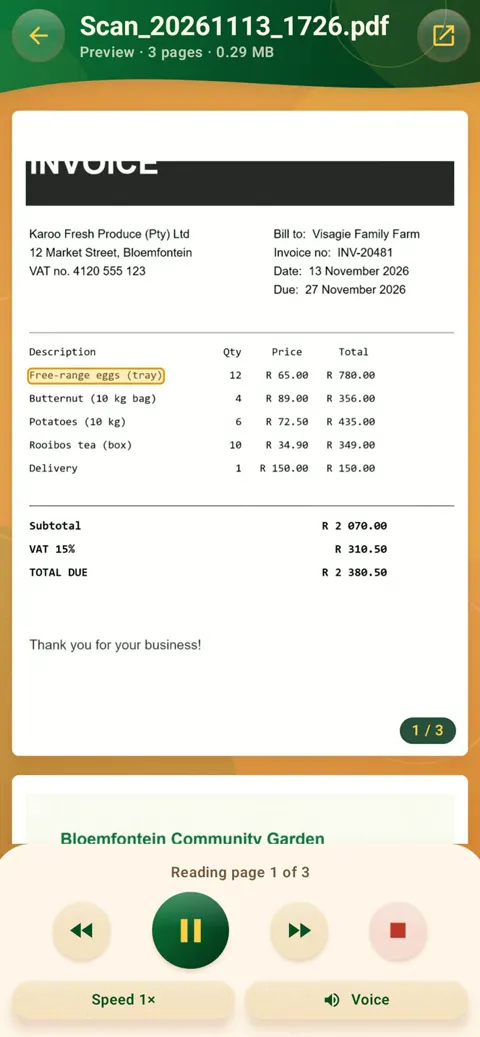 Scan_20261113_1726.pdf
Preview · 3 pages · 0.29 MB
INVOICE
Karoo Fresh Produce (Pty) Ltd
12 Market Street, Bloemfontein
VAT no. 4120 555 123
Bill to: Visagie Family Farm
Invoice no: INV-20481
Date: 13 November 2026
Due: 27 November 2026
Description Qty Price Total
Free-range eggs (tray) 12 R 65.00 R 780.00
Butternut (10 kg bag) 4 R 89.00 R 356.00
Potatoes (10 kg) 6 R 72.50 R 435.00
Rooibos tea (box) 10 R 34.90 R 349.00
Delivery 1 R 150.00 R 150.00
Subtotal R 2 070.00
VAT 15% R 310.50
TOTAL DUE R 2 380.50
Thank you for your business!
1 / 3
Bloemfontein Community Garden
Reading page 1 of 3
Speed 1×
Voice